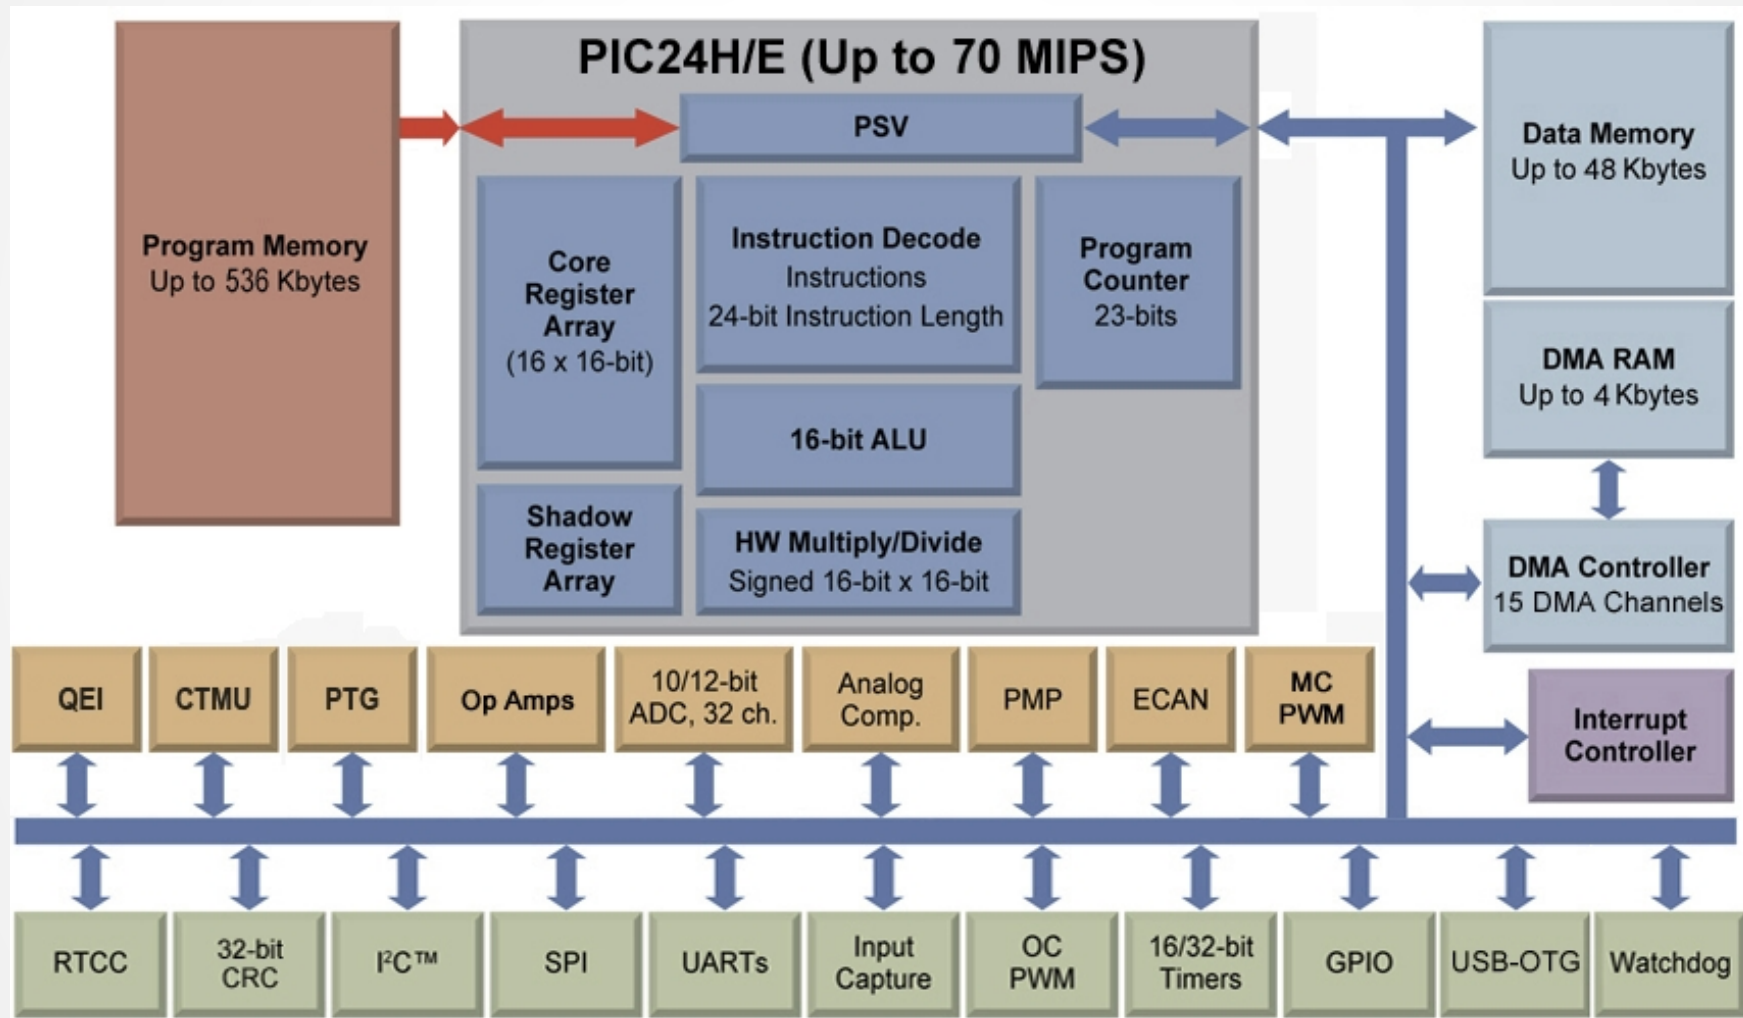 PIC24H/E (Up to 70 MIPS)
PSV
Program Memory
Up to 536 Kbytes
Core
Register
Array
(16 x 16-bit)
Instruction Decode
Instructions
24-bit Instruction Length
Program
Counter
23-bits
16-bit ALU
Shadow
Register
Array
HW Multiply/Divide
Signed 16-bit x 16-bit
Data Memory
Up to 48 Kbytes
DMA RAM
Up to 4 Kbytes
DMA Controller
15 DMA Channels
Interrupt
Controller
QEI
CTMU
PTG
Op Amps
10/12-bit
ADC, 32 ch.
Analog
Comp.
PMP
ECAN
MC
PWM
RTCC
32-bit
CRC
I²C™
SPI
UARTs
Input
Capture
OC
PWM
16/32-bit
Timers
GPIO
USB-OTG
Watchdog